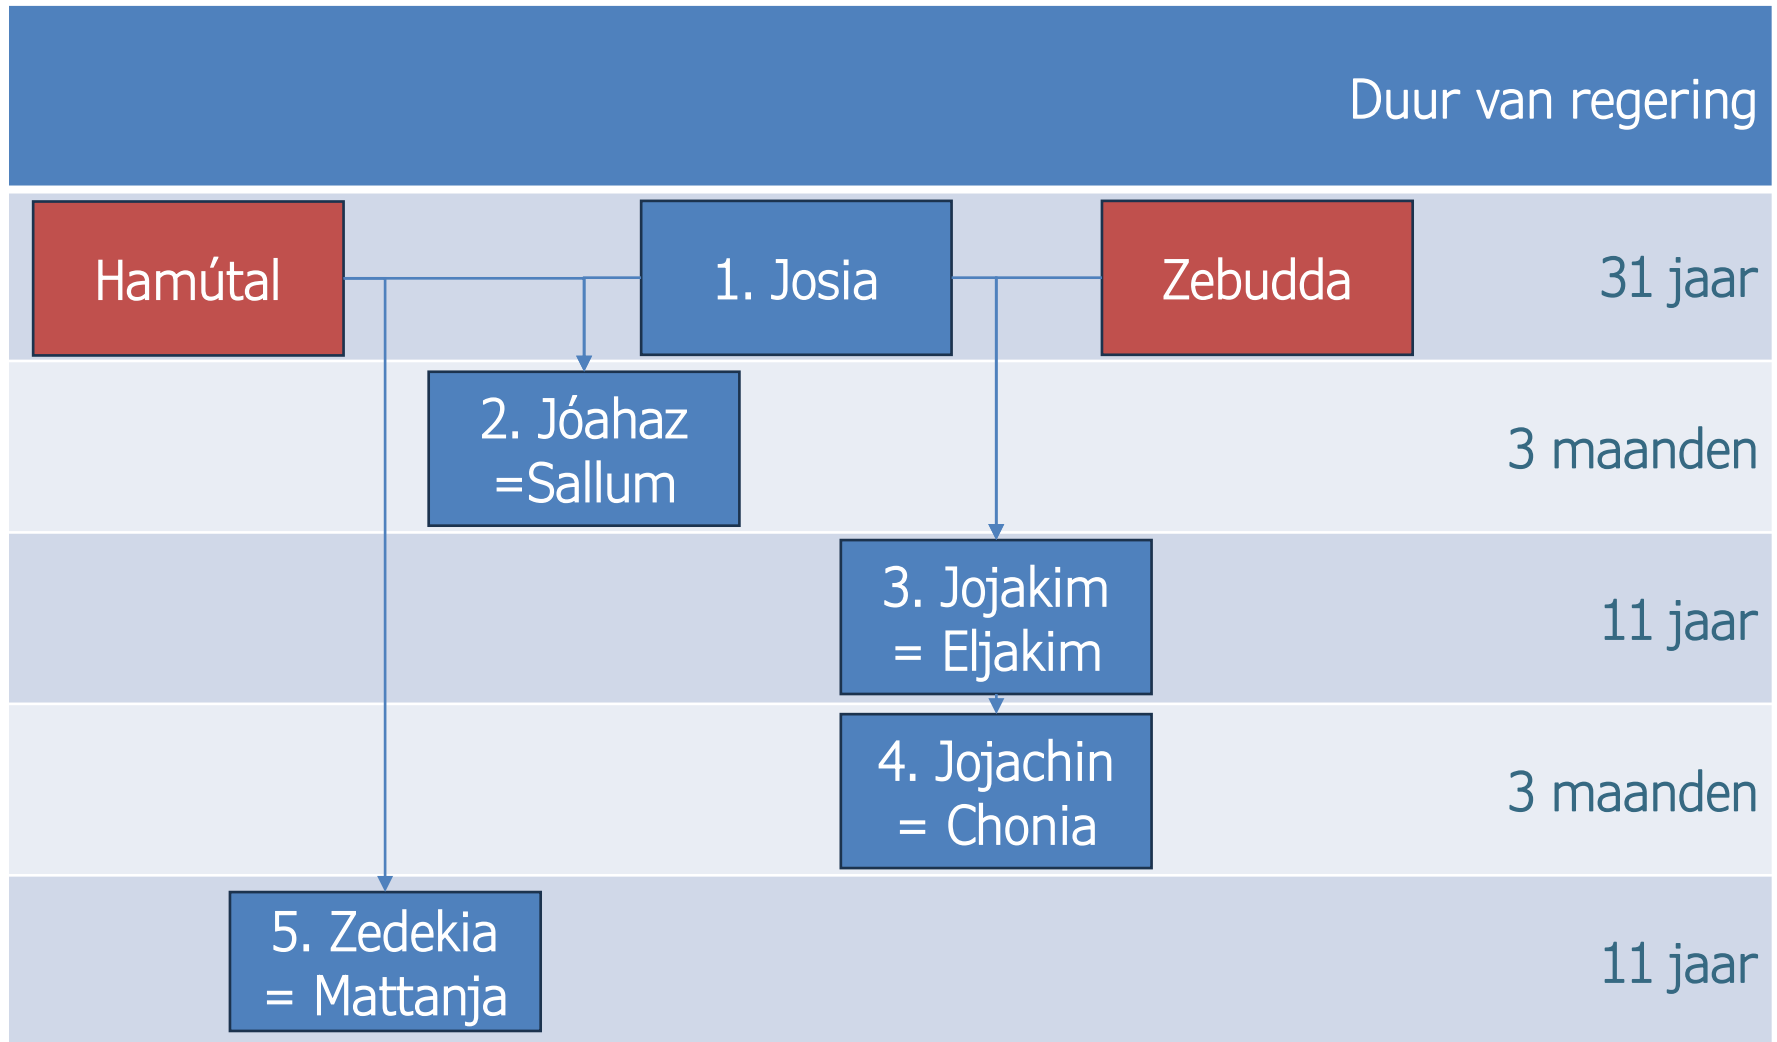 Duur van regering
Hamútal
1. Josia
Zebudda
31 jaar
2. Jóahaz
=Sallum
3 maanden
3. Jojakim
= Eljakim
11 jaar
4. Jojachin
= Chonia
3 maanden
5. Zedekia
= Mattanja
11 jaar